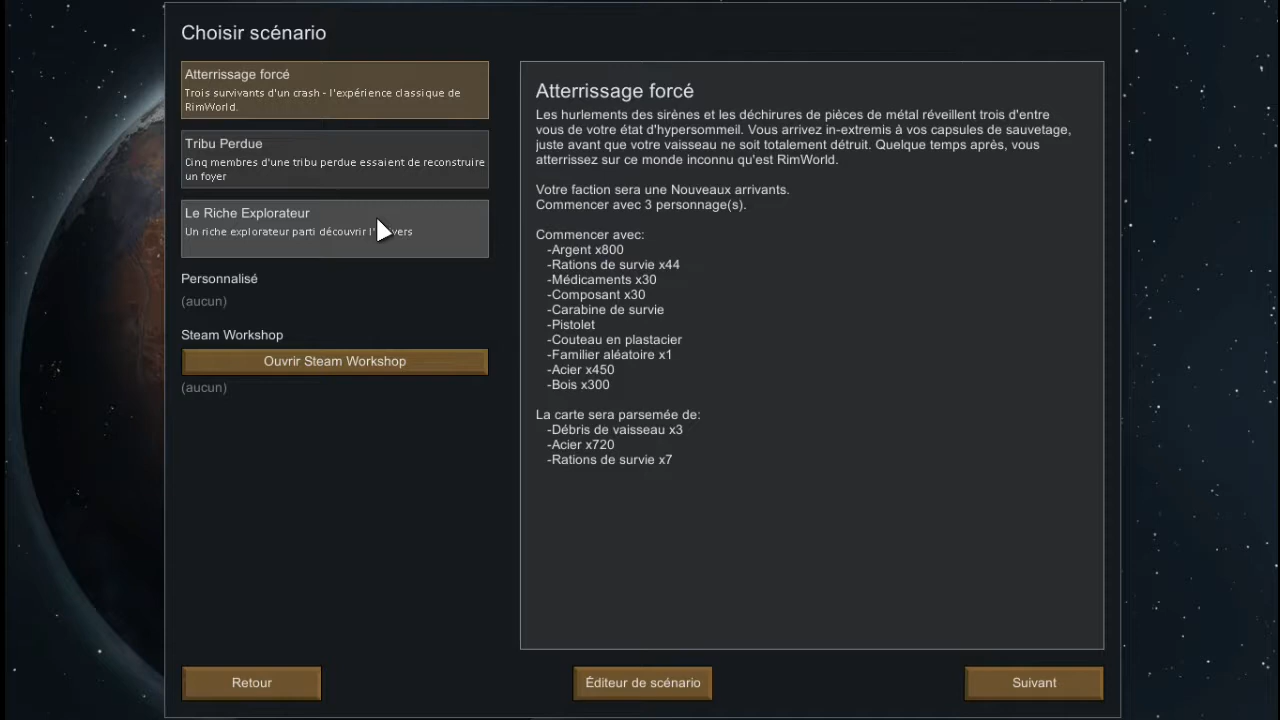 Choisir scénario
Atterrissage forcé
Trois survivants d'un crash - l'expérience classique de
RimWorld.
Tribu Perdue
Cinq membres d'une tribu perdue essaient de reconstruire
un foyer
Le Riche Explorateur
Un riche explorateur parti découvrir
Personnalisé
(aucun)
Steam Workshop
Ouvrir Steam Workshop
(aucun)
Atterrissage forcé
Les hurlements des sirènes et les déchirures de pièces de métal réveillent trois d'entre
vous de votre état d'hypersommeil. Vous arrivez in-extremis à vos capsules de sauvetage,
juste avant que votre vaisseau ne soit totalement détruit. Quelque temps après, vous
atterrissez sur ce monde inconnu qu'est RimWorld.
Votre faction sera une Nouveaux arrivants.
Commencer avec 3 personnage(s).
Commencer avec:
-Argent x800
-Rations de survie x44
-Médicaments x30
-Composant x30
-Carabine de survie
-Pistolet
-Couteau en plastacier
-Familier aléatoire x1
-Acier x450
-Bois x300
La carte sera parsemée de:
-Débris de vaisseau x3
-Acier x720
-Rations de survie x7
Retour
Éditeur de scénario
Suivant